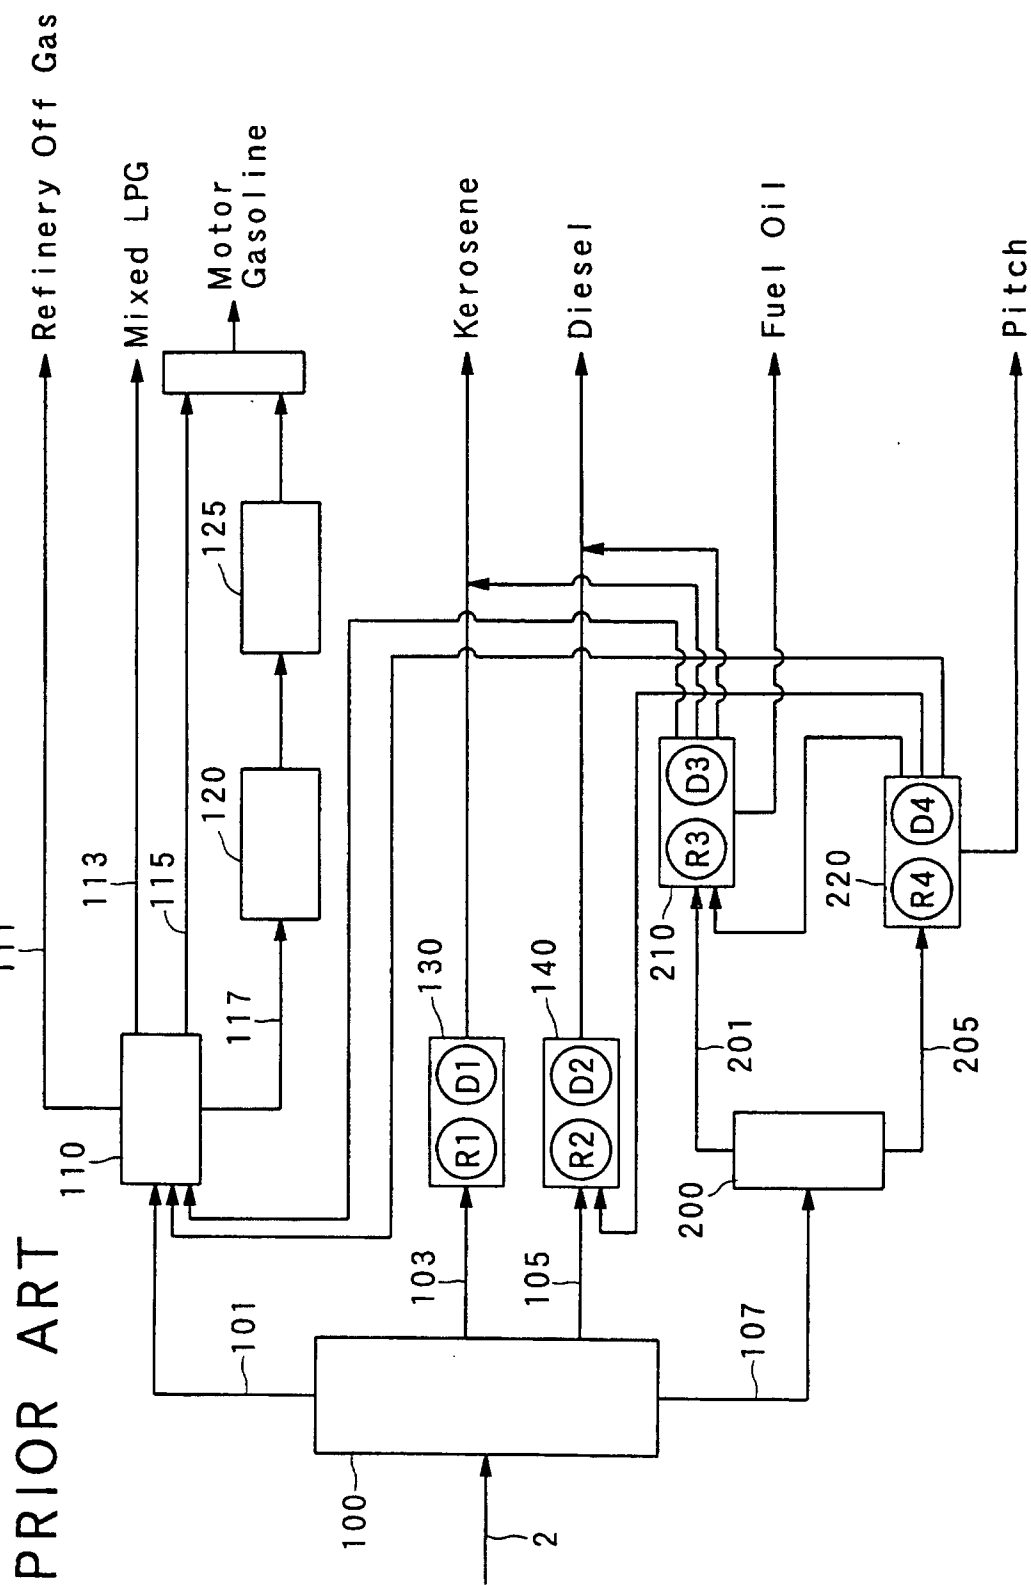 PRIOR ART
Refinery Off Gas
113
Mixed LPG
115
Motor
Gasoline
110
117
120
125
101
103
130
R1 D1
Kerosene
105
140
R2 D2
Diesel
100
2
107
200
201
205
210
R3 D3
Fuel Oil
220
R4 D4
Pitch